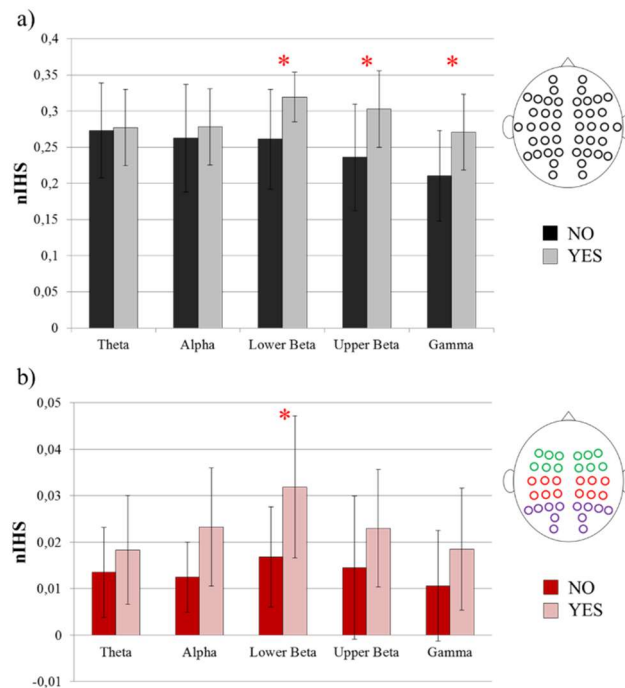 a)
0,4
0,35
0,3
0,25
0,2
0,15
0,1
0,05
0
nIHS
* * *
Theta Alpha Lower Beta Upper Beta Gamma
NO
YES
b)
0,05
0,04
0,03
0,02
0,01
0
-0,01
nIHS
*
Theta Alpha Lower Beta Upper Beta Gamma
NO
YES